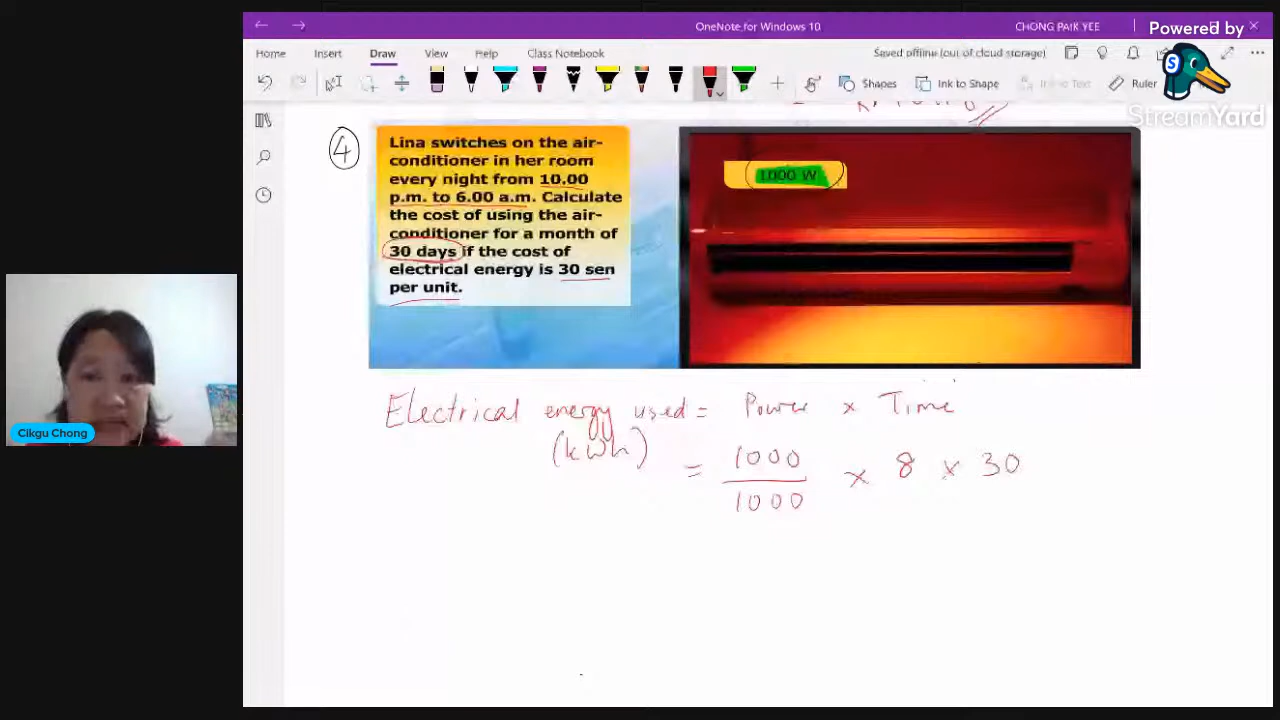 OneNote for Windows 10
CHONG PAIK YEE
Powered by
StreamYard
Home Insert Draw View Help Class Notebook
Saved offline (out of cloud storage)
Shapes Ink to Shape Ink to Text Ruler
4
Lina switches on the air-
conditioner in her room
every night from 10.00
p.m. to 6.00 a.m. Calculate
the cost of using the air-
conditioner for a month of
30 days if the cost of
electrical energy is 30 sen
per unit.
1000 W
Electrical energy used = Power x Time
(kWh)
= 1000 x 8 x 30
1000
Cikgu Chong